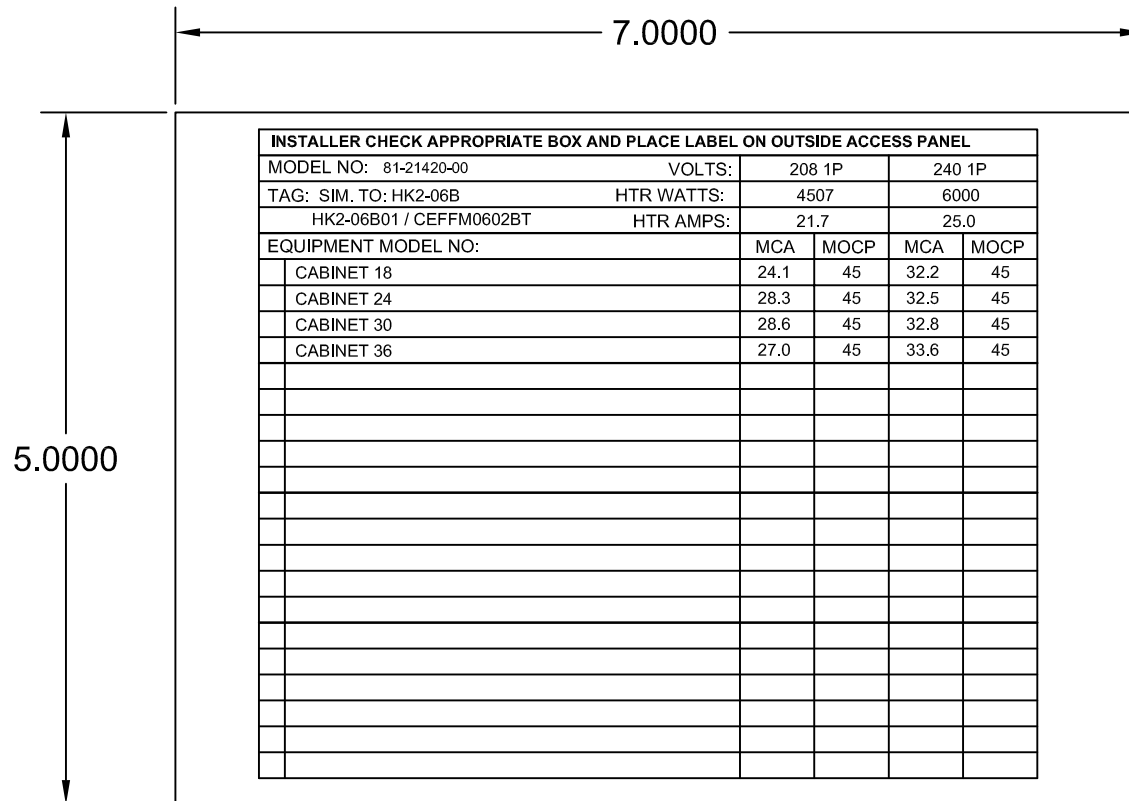 7.0000
5.0000
INSTALLER CHECK APPROPRIATE BOX AND PLACE LABEL ON OUTSIDE ACCESS PANEL
MODEL NO: 81-21420-00 VOLTS: 208 1P 240 1P
TAG: SIM. TO: HK2-06B HTR WATTS: 4507 6000
HK2-06B01 / CEFFM0602BT HTR AMPS: 21.7 25.0
EQUIPMENT MODEL NO: MCA MOCP MCA MOCP
CABINET 18 24.1 45 32.2 45
CABINET 24 28.3 45 32.5 45
CABINET 30 28.6 45 32.8 45
CABINET 36 27.0 45 33.6 45